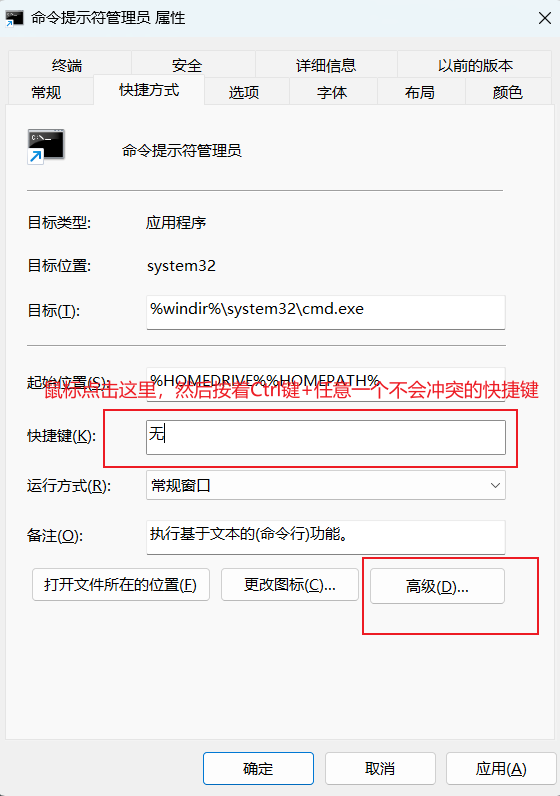 命令提示符管理员 属性
终端 安全 详细信息 以前的版本
常规 快捷方式 选项 字体 布局 颜色
C:\_
命令提示符管理员
目标类型: 应用程序
目标位置: system32
目标(T): %windir%\system32\cmd.exe
起始位置(S): %HOMEDRIVE%%HOMEPATH%
鼠标点击这里，然后按着Ctrl键+任意一个不会冲突的快捷键
快捷键(K): 无
运行方式(R): 常规窗口
备注(O): 执行基于文本的(命令行)功能。
打开文件所在的位置(F) 更改图标(C)... 高级(D)...
确定 取消 应用(A)